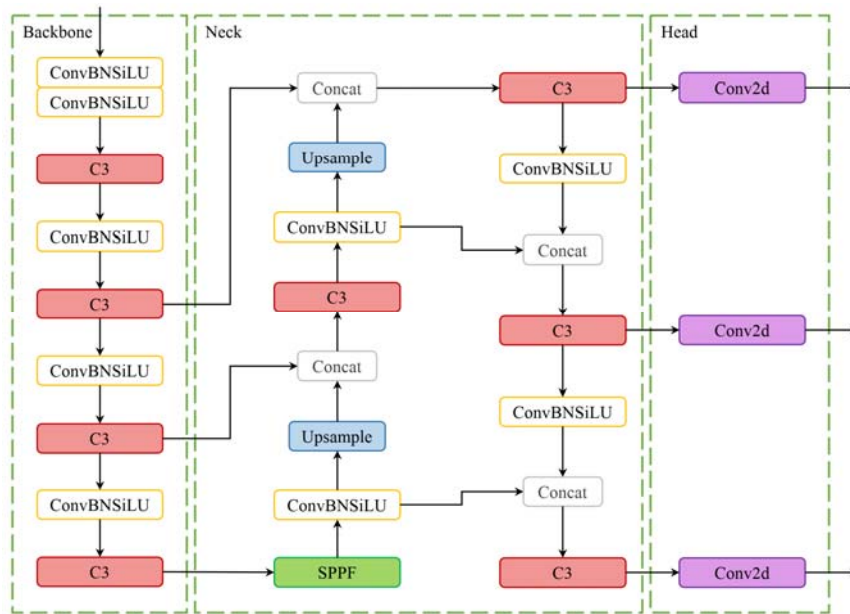 Backbone
ConvBNSiLU
ConvBNSiLU
C3
ConvBNSiLU
C3
ConvBNSiLU
C3
ConvBNSiLU
C3
Neck
Concat
Upsample
ConvBNSiLU
C3
Concat
Upsample
ConvBNSiLU
SPPF
C3
ConvBNSiLU
Concat
C3
ConvBNSiLU
Concat
C3
Head
Conv2d
Conv2d
Conv2d